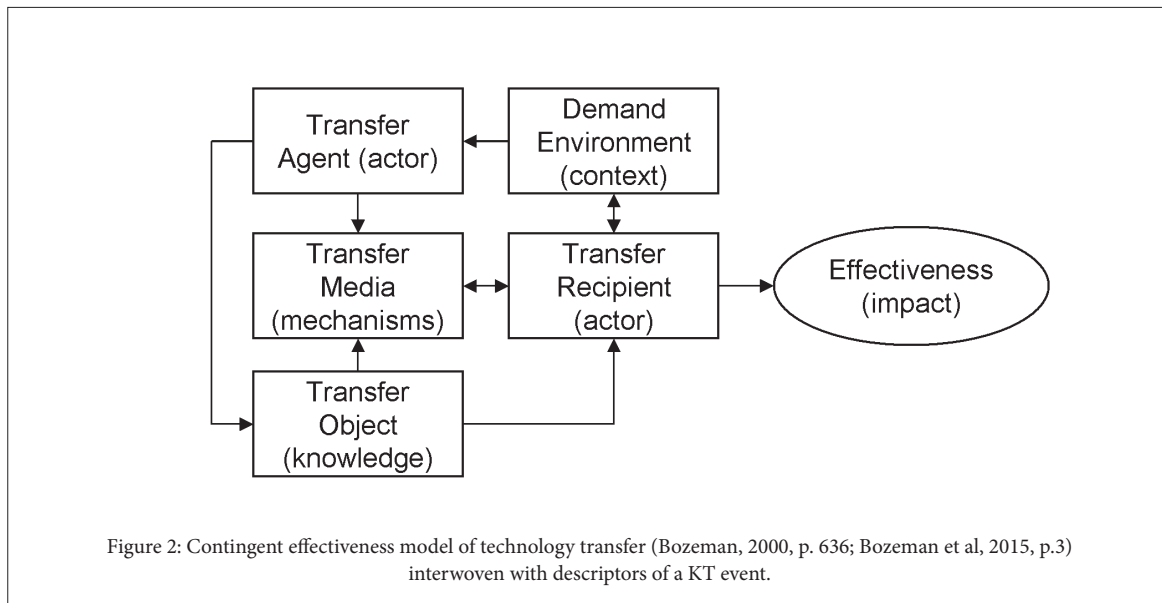 Transfer
Agent (actor)
Demand
Environment
(context)
Transfer
Media
(mechanisms)
Transfer
Recipient
(actor)
Effectiveness
(impact)
Transfer
Object
(knowledge)
Figure 2: Contingent effectiveness model of technology transfer (Bozeman, 2000, p. 636; Bozeman et al, 2015, p.3)
interwoven with descriptors of a KT event.